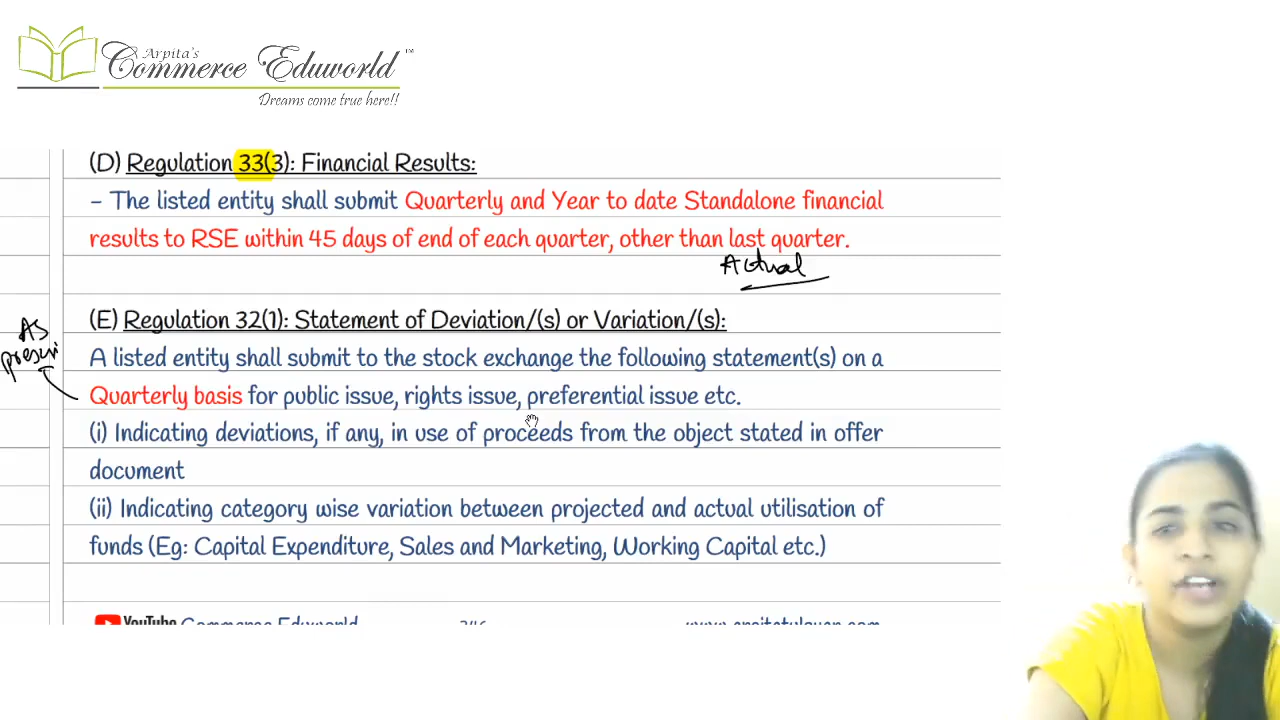 Arpita's
Commerce Eduworld™
Dreams come true here!!
(D) Regulation 33(3): Financial Results:
- The listed entity shall submit Quarterly and Year to date Standalone financial
results to RSE within 45 days of end of each quarter, other than last quarter.
Actual
(E) Regulation 32(1): Statement of Deviation/(s) or Variation/(s):
As
A listed entity shall submit to the stock exchange the following statement(s) on a
Quarterly basis for public issue, rights issue, preferential issue etc.
(i) Indicating deviations, if any, in use of proceeds from the object stated in offer
document
(ii) Indicating category wise variation between projected and actual utilisation of
funds (Eg: Capital Expenditure, Sales and Marketing, Working Capital etc.)
YouTube Commerce Eduworld